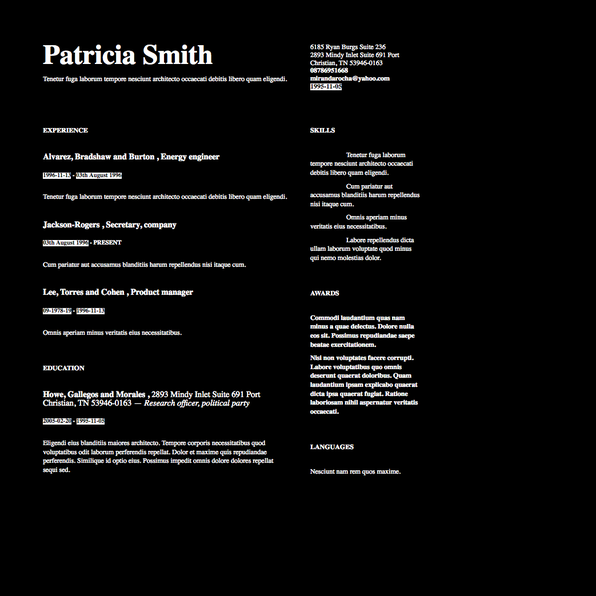 Patricia Smith
Tenetur fuga laborum tempore nesciunt architecto occaecati debitis libero quam eligendi.
6185 Ryan Burgs Suite 236
2893 Mindy Inlet Suite 691 Port
Christian, TN 53946-0163
08786951668
mirandarocha@yahoo.com
1995-11-05
EXPERIENCE
Alvarez, Bradshaw and Burton , Energy engineer
1996-11-13 - 03th August 1996
Tenetur fuga laborum tempore nesciunt architecto occaecati debitis libero quam eligendi.
Jackson-Rogers , Secretary, company
03th August 1996 - PRESENT
Cum pariatur aut accusamus blanditiis harum repellendus nisi itaque cum.
Lee, Torres and Cohen , Product manager
09-1978-19 - 1996-11-13
Omnis aperiam minus veritatis eius necessitatibus.
EDUCATION
Howe, Gallegos and Morales , 2893 Mindy Inlet Suite 691 Port
Christian, TN 53946-0163 — Research officer, political party
2005-02-20 - 1995-11-05
Eligendi eius blanditiis maiores architecto. Tempore corporis necessitatibus quod
voluptatibus odit laborum perferendis repellat. Dolor et maxime quis repudiandae
perferendis. Similique id optio eius. Possimus impedit omnis dolore dolores repellat
sequi sed.
SKILLS
Tenetur fuga laborum
tempore nesciunt architecto occaecati
debitis libero quam eligendi.
Cum pariatur aut
accusamus blanditiis harum repellendus
nisi itaque cum.
Omnis aperiam minus
veritatis eius necessitatibus.
Labore repellendus dicta
ullam laborum voluptate quod minus
qui nemo molestias dolor.
AWARDS
Commodi laudantium quas nam
minus a quae delectus. Dolore nulla
eos sit. Possimus repudiandae saepe
beatae exercitationem.
Nisi non voluptates facere corrupti.
Labore voluptatibus quo omnis
deserunt quaerat doloribus. Quam
laudantium ipsam explicabo quaerat
dicta ipsa quaerat fugiat. Ratione
laboriosam nihil aspernatur veritatis
occaecati.
LANGUAGES
Nesciunt nam rem quos maxime.